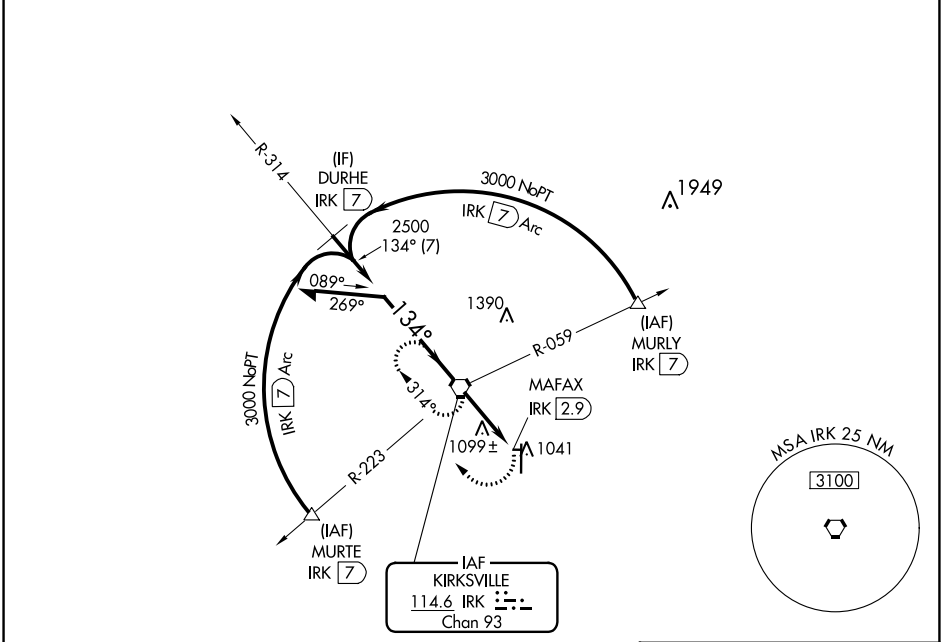 R-314
(IF)
DURHE
IRK 7
3000 NoPT
IRK 7 Arc
1949
2500
134° (7)
089°
269°
134°
1390
R-059
(IAF)
MURLY
IRK 7
3000 NoPT
IRK 7 Arc
314°
MAFAX
IRK 2.9
1099±
1041
R-223
(IAF)
MURTE
IRK 7
IAF
KIRKSVILLE
114.6 IRK
Chan 93
MSA IRK 25 NM
3100